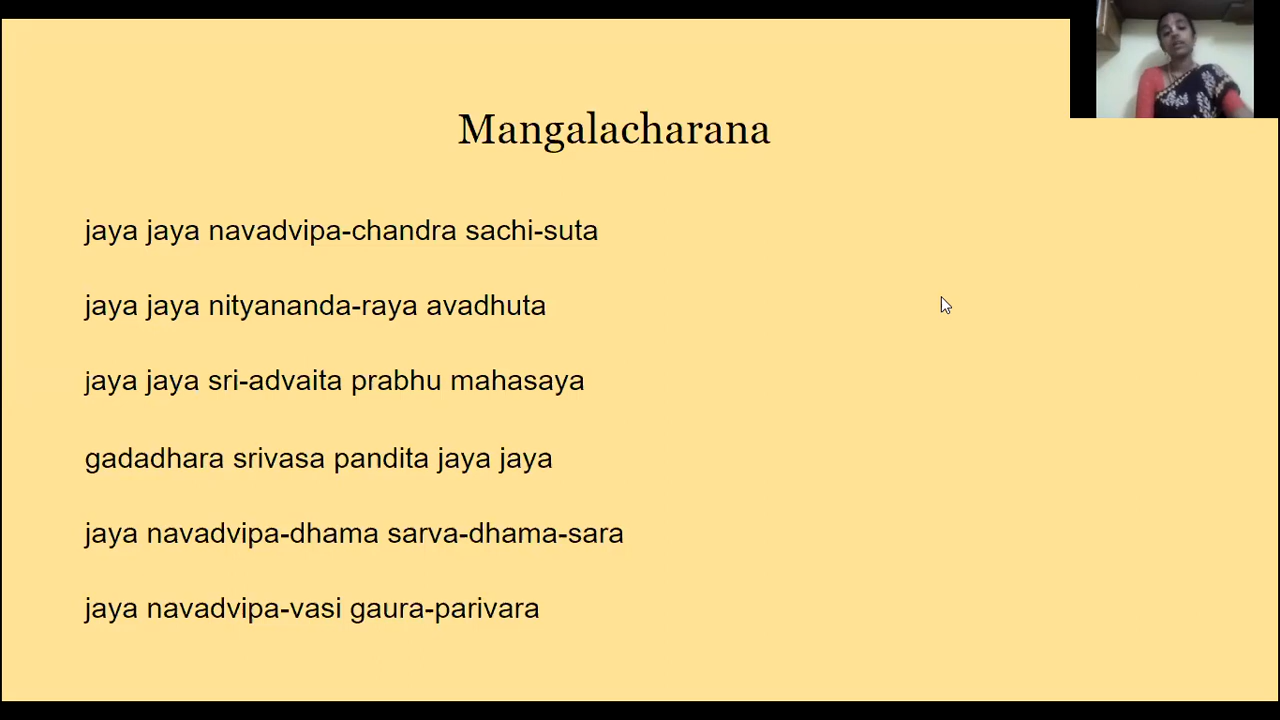 Mangalacharana
jaya jaya navadvipa-chandra sachi-suta
jaya jaya nityananda-raya avadhuta
jaya jaya sri-advaita prabhu mahasaya
gadadhara srivasa pandita jaya jaya
jaya navadvipa-dhama sarva-dhama-sara
jaya navadvipa-vasi gaura-parivara